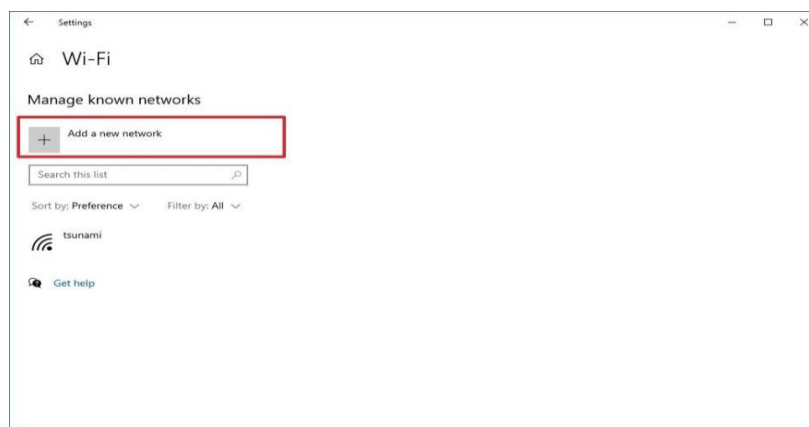 Settings
Wi-Fi
Manage known networks
Add a new network
Search this list
Sort by: Preference Filter by: All
tsunami
Get help